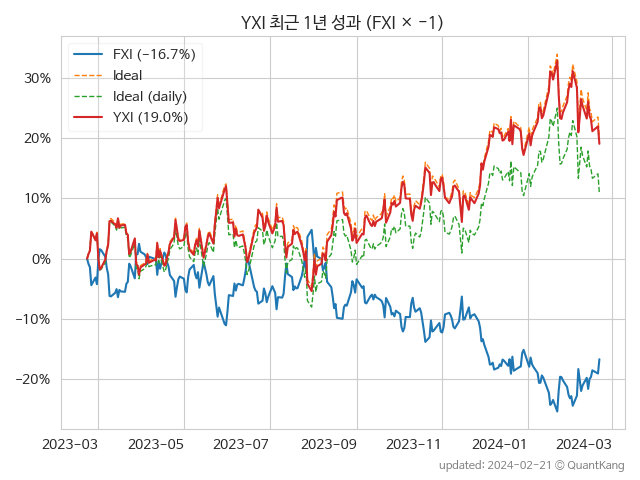 YXI 최근 1년 성과 (FXI × -1)
FXI (-16.7%)
Ideal
Ideal (daily)
YXI (19.0%)
30%
20%
10%
0%
-10%
-20%
2023-03 2023-05 2023-07 2023-09 2023-11 2024-01 2024-03
updated: 2024-02-21 © QuantKang